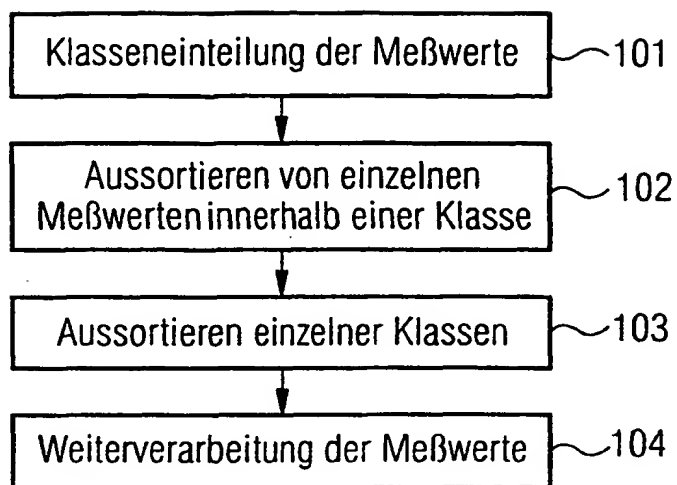 Klasseneinteilung der Meßwerte 101
Aussortieren von einzelnen
Meßwerten innerhalb einer Klasse 102
Aussortieren einzelner Klassen 103
Weiterverarbeitung der Meßwerte 104